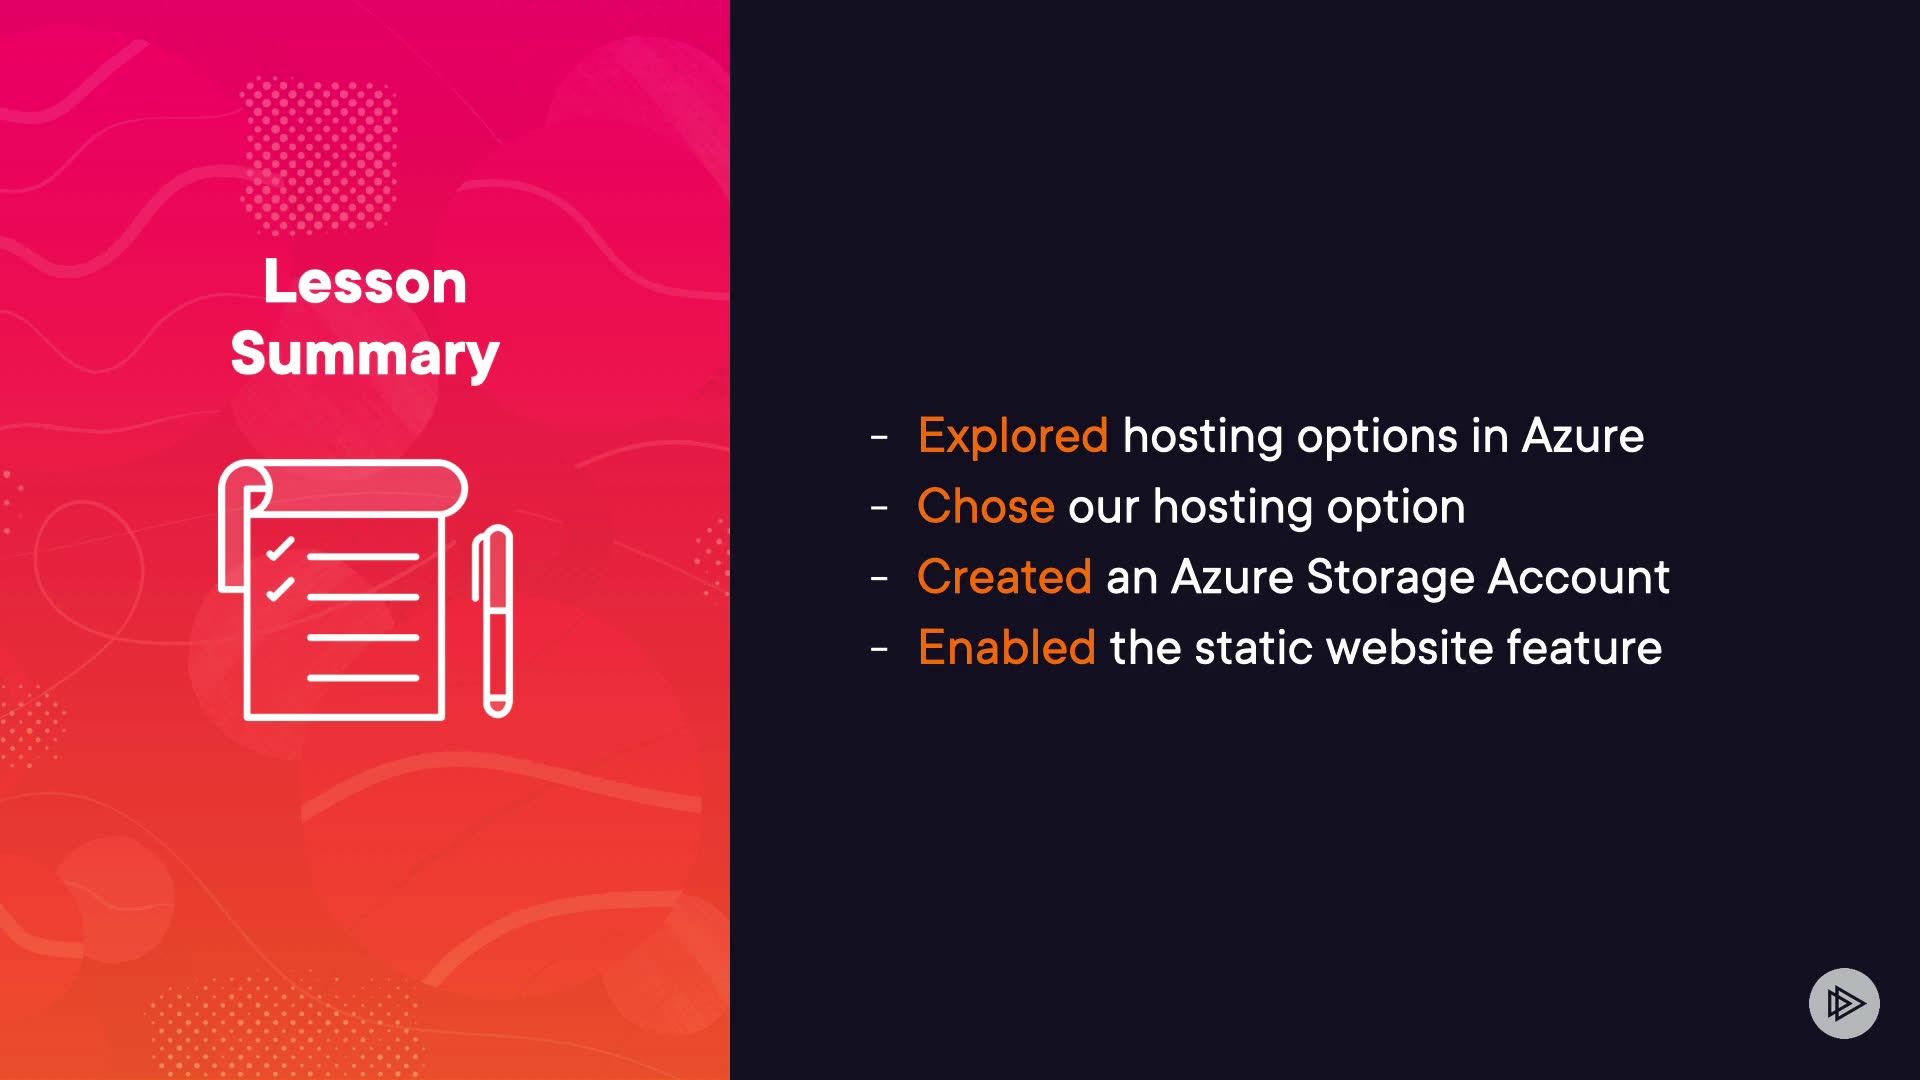 Lesson
Summary
- Explored hosting options in Azure
- Chose our hosting option
- Created an Azure Storage Account
- Enabled the static website feature